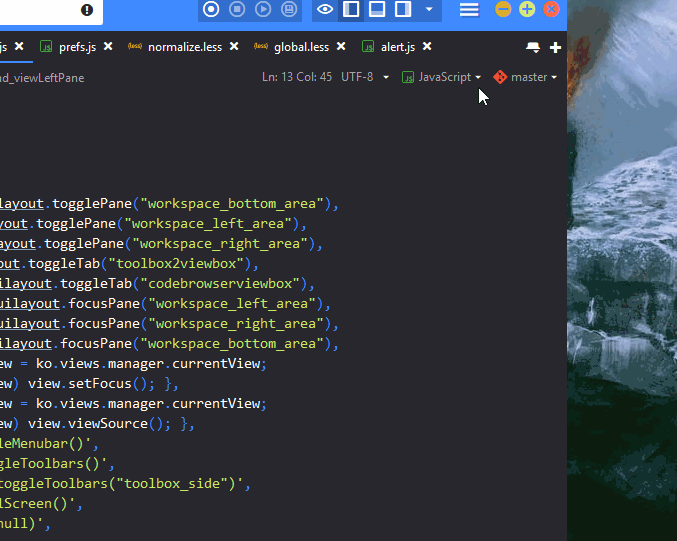 js prefs.js normalize.less global.less alert.js
nd_viewLeftPane Ln: 13 Col: 45 UTF-8 JavaScript master
layout.togglePane("workspace_bottom_area"),
yout.togglePane("workspace_left_area"),
ayout.togglePane("workspace_right_area"),
out.toggleTab("toolbox2viewbox"),
ilayout.toggleTab("codebrowserviewbox"),
uilayout.focusPane("workspace_left_area"),
uilayout.focusPane("workspace_right_area"),
ilayout.focusPane("workspace_bottom_area"),
ew = ko.views.manager.currentView;
ew) view.setFocus(); },
ew = ko.views.manager.currentView;
ew) view.viewSource(); },
leMenubar()',
ggleToolbars()',
toggleToolbars("toolbox_side")',
lScreen()',
null)',